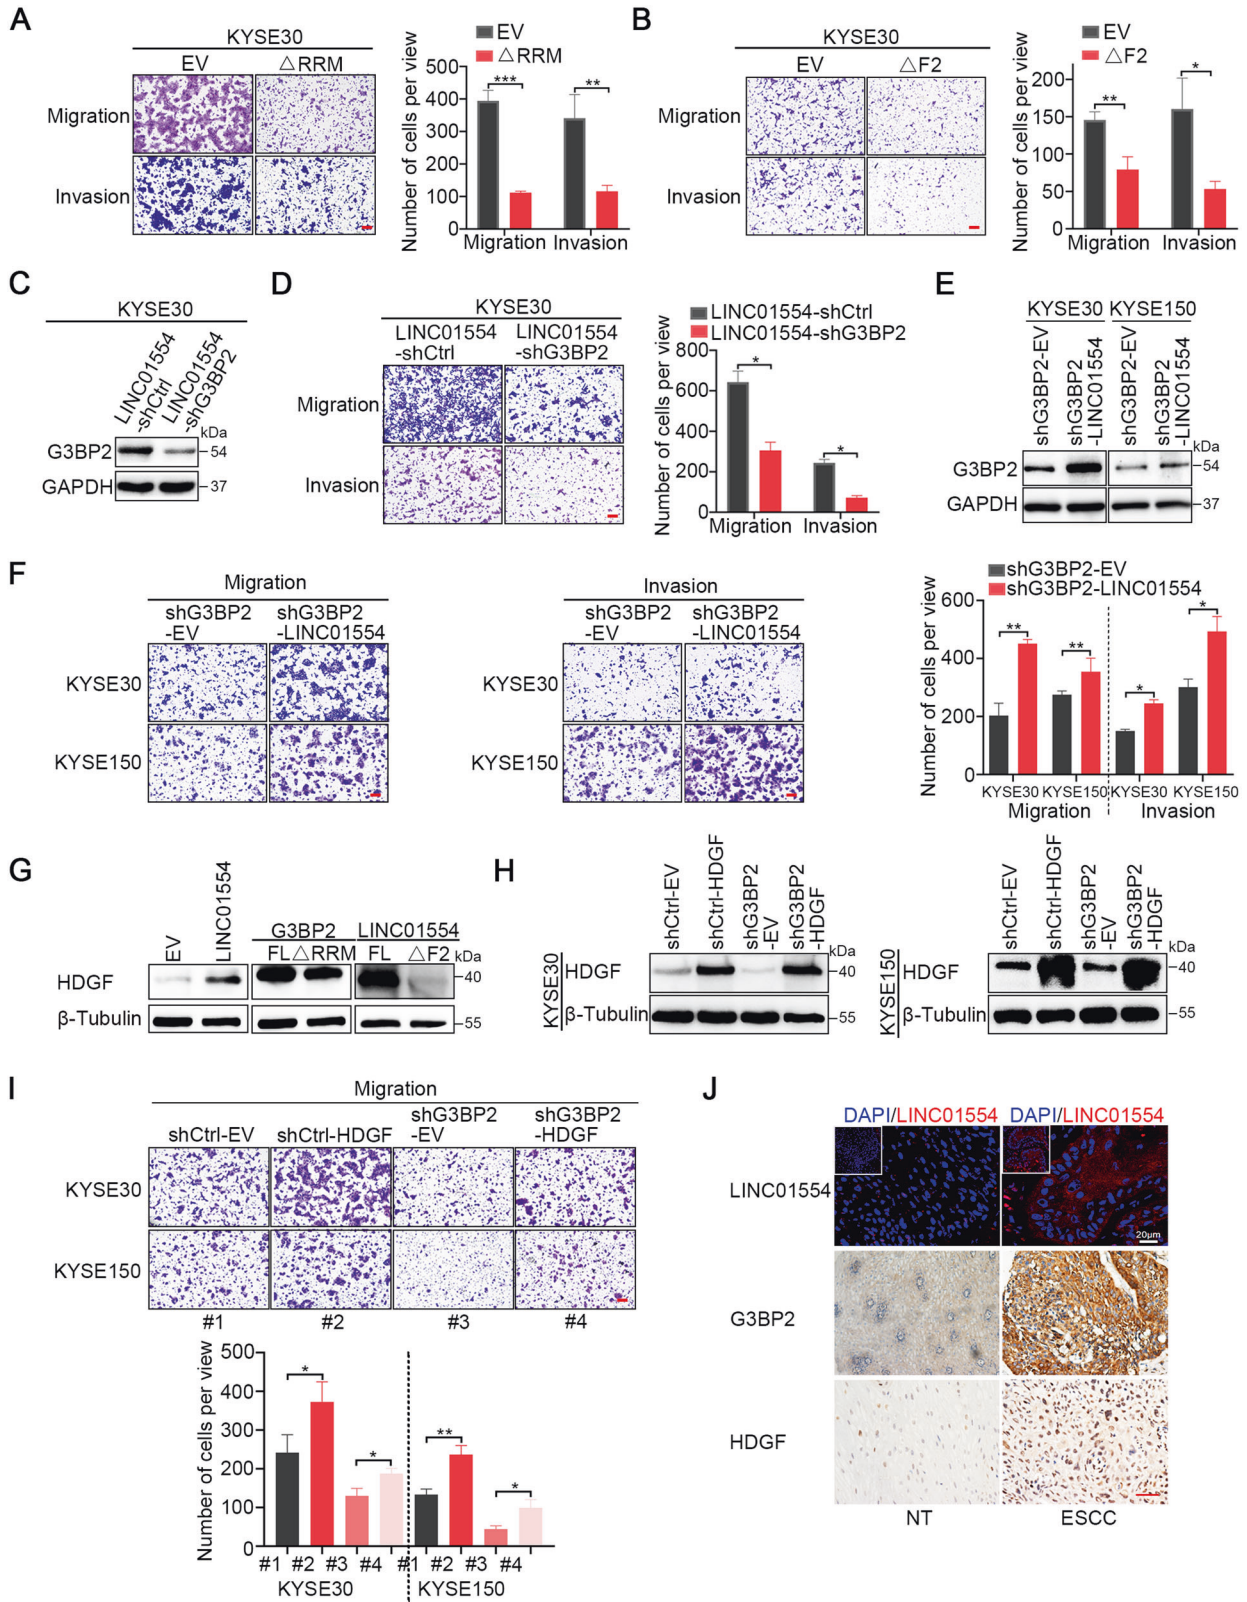 A
KYSE30
EV △RRM
Migration
Invasion
EV
△RRM
Number of cells per view
500
400
300
200
100
0
***
**
Migration Invasion
B
KYSE30
EV △F2
Migration
Invasion
EV
△F2
Number of cells per view
200
150
100
50
0
**
*
Migration Invasion
C
KYSE30
LINC01554
-shCtrl
LINC01554
-shG3BP2
kDa
G3BP2 54
GAPDH 37
D
KYSE30
LINC01554
-shCtrl
LINC01554
-shG3BP2
Migration
Invasion
LINC01554-shCtrl
LINC01554-shG3BP2
Number of cells per view
800
600
400
200
0
*
*
Migration Invasion
E
KYSE30 KYSE150
shG3BP2-EV
shG3BP2
-LINC01554
shG3BP2-EV
shG3BP2
-LINC01554
kDa
G3BP2 54
GAPDH 37
F
Migration
shG3BP2
-EV
shG3BP2
-LINC01554
KYSE30
KYSE150
Invasion
shG3BP2
-EV
shG3BP2
-LINC01554
KYSE30
KYSE150
shG3BP2-EV
shG3BP2-LINC01554
Number of cells per view
600
400
200
0
**
**
*
*
KYSE30 KYSE150 KYSE30 KYSE150
Migration Invasion
G
EV
LINC01554
G3BP2
FL △RRM
LINC01554
FL △F2
kDa
HDGF 40
β-Tubulin 55
H
KYSE30
shCtrl-EV
shCtrl-HDGF
shG3BP2
-EV
shG3BP2
-HDGF
kDa
HDGF 40
β-Tubulin 55
KYSE150
shCtrl-EV
shCtrl-HDGF
shG3BP2
-EV
shG3BP2
-HDGF
kDa
HDGF 40
β-Tubulin 55
I
Migration
shCtrl-EV
shCtrl-HDGF
shG3BP2
-EV
shG3BP2
-HDGF
KYSE30
KYSE150
#1 #2 #3 #4
Number of cells per view
500
400
300
200
100
0
*
*
**
*
#1 #2 #3 #4 #1 #2 #3 #4
KYSE30 KYSE150
J
DAPI/LINC01554 DAPI/LINC01554
LINC01554
20μm
G3BP2
HDGF
NT ESCC